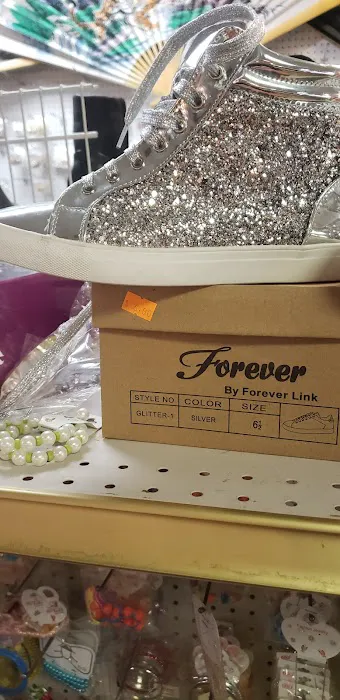 Forever
By Forever Link
STYLE NO COLOR SIZE
GLITTER-1 SILVER 6½